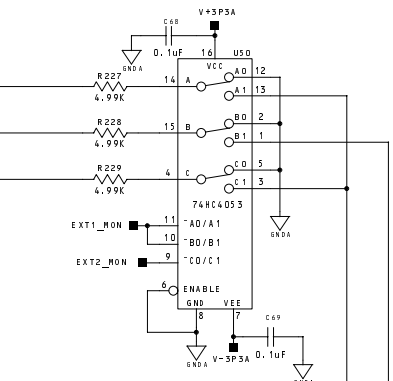 V+3P3A
C68
0.1uF
GNDA
16
U50
VCC
R227
4.99K
14
A
A0
12
A1
13
R228
4.99K
15
B
B0
2
B1
1
R229
4.99K
4
C
C0
5
C1
3
74HC4053
GNDA
EXT1_MON
11
¯A0/A1
10
¯B0/B1
EXT2_MON
9
¯C0/C1
6
ENABLE
GND
VEE
8
7
C69
0.1uF
GNDA
V-3P3A